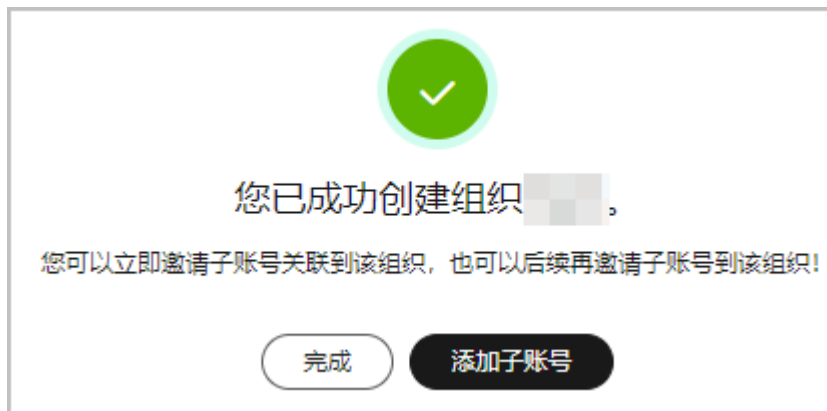 您已成功创建组织 。
您可以立即邀请子账号关联到该组织，也可以后续再邀请子账号到该组织！
完成 添加子账号